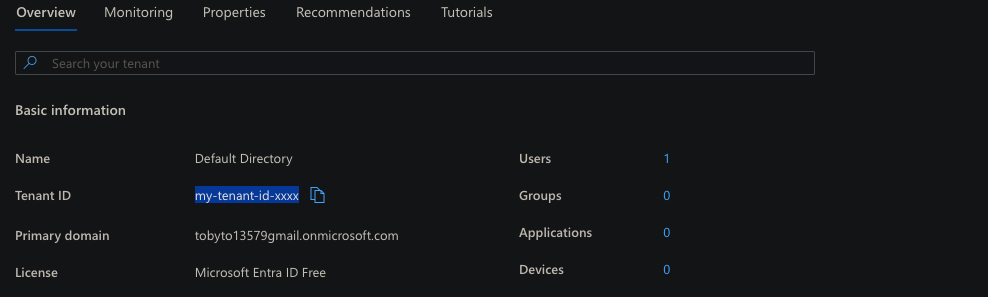 Overview Monitoring Properties Recommendations Tutorials
Search your tenant
Basic information
Name Default Directory Users 1
Tenant ID my-tenant-id-xxxx Groups 0
Primary domain tobyto13579gmail.onmicrosoft.com Applications 0
License Microsoft Entra ID Free Devices 0